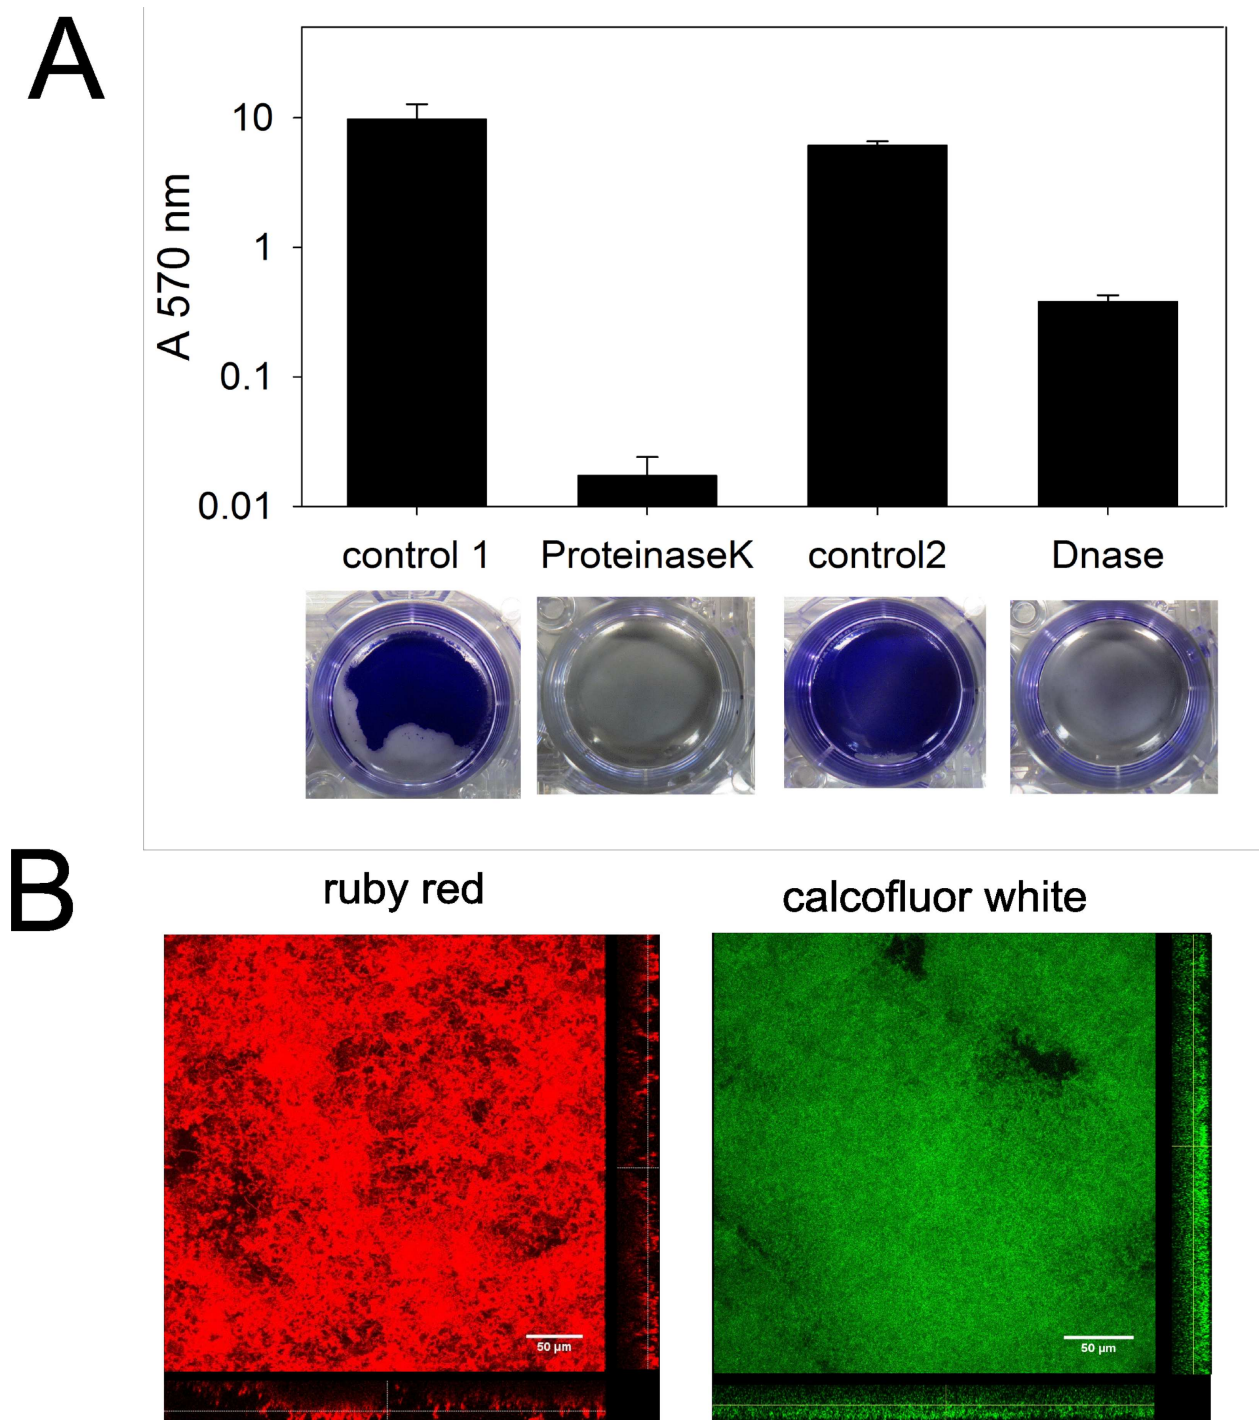 A
A 570 nm
10
1
0.1
0.01
control 1 ProteinaseK control2 Dnase
B
ruby red calcofluor white
50 µm 50 µm